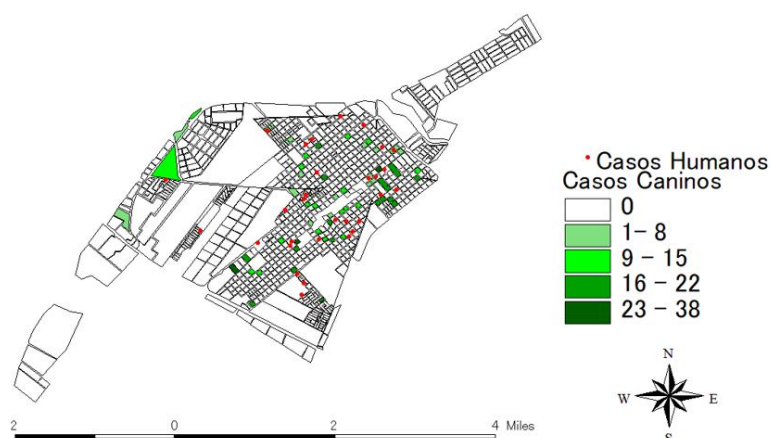 Casos Humanos
Casos Caninos
0
1- 8
9 - 15
16 - 22
23 - 38
N
W E
S
2 0 2 4 Miles